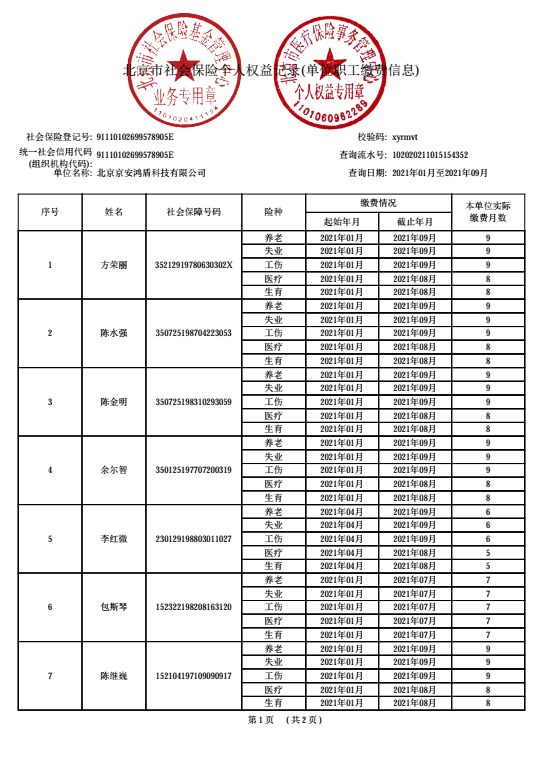 北京市社会保险基金管理中心
业务专用章
1101020411104
北京市医疗保险事务管理中心
个人权益专用章
1101060962289
北京市社会保险个人权益记录(单位职工缴费信息)
社会保险登记号: 91110102699578905E 校验码: xyrmvt
统一社会信用代码(组织机构代码): 91110102699578905E 查询流水号: 102020211015154352
单位名称: 北京京安鸿盾科技有限公司 查询日期: 2021年01月至2021年09月
序号 姓名 社会保障号码 险种 缴费情况 本单位实际缴费月数
起始年月 截止年月
1 方荣丽 35212919780630302X
养老 2021年01月 2021年09月 9
失业 2021年01月 2021年09月 9
工伤 2021年01月 2021年09月 9
医疗 2021年01月 2021年08月 8
生育 2021年01月 2021年08月 8
2 陈水强 350725198704223053
养老 2021年01月 2021年09月 9
失业 2021年01月 2021年09月 9
工伤 2021年01月 2021年09月 9
医疗 2021年01月 2021年08月 8
生育 2021年01月 2021年08月 8
3 陈金明 350725198310293059
养老 2021年01月 2021年09月 9
失业 2021年01月 2021年09月 9
工伤 2021年01月 2021年09月 9
医疗 2021年01月 2021年08月 8
生育 2021年01月 2021年08月 8
4 余尔智 350125197707200319
养老 2021年01月 2021年09月 9
失业 2021年01月 2021年09月 9
工伤 2021年01月 2021年09月 9
医疗 2021年01月 2021年08月 8
生育 2021年01月 2021年08月 8
5 李红微 230129198803011027
养老 2021年04月 2021年09月 6
失业 2021年04月 2021年09月 6
工伤 2021年04月 2021年09月 6
医疗 2021年04月 2021年08月 5
生育 2021年04月 2021年08月 5
6 包斯琴 152322198208163120
养老 2021年01月 2021年07月 7
失业 2021年01月 2021年07月 7
工伤 2021年01月 2021年07月 7
医疗 2021年01月 2021年07月 7
生育 2021年01月 2021年07月 7
7 陈继巍 152104197109090917
养老 2021年01月 2021年09月 9
失业 2021年01月 2021年09月 9
工伤 2021年01月 2021年09月 9
医疗 2021年01月 2021年08月 8
生育 2021年01月 2021年08月 8
第 1 页 (共 2 页)